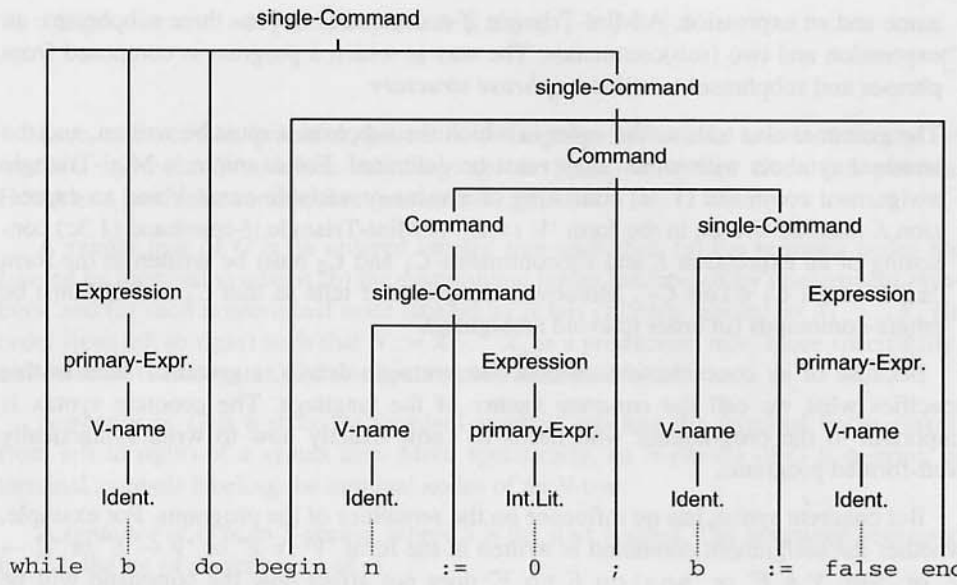 single-Command
single-Command
Command
Command single-Command
Expression single-Command Expression
primary-Expr. Expression primary-Expr.
V-name V-name primary-Expr. V-name V-name
Ident. Ident. Int.Lit. Ident. Ident.
while b do begin n := 0 ; b := false end